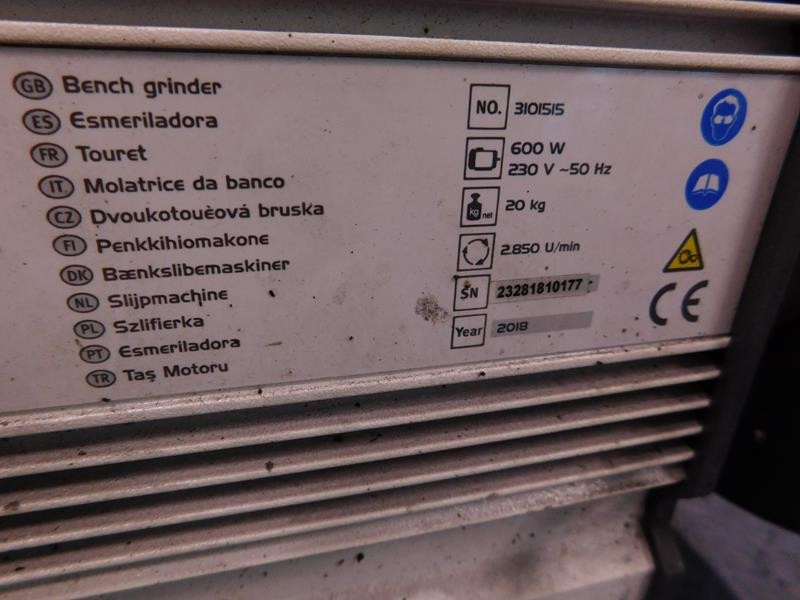 GB Bench grinder
ES Esmeriladora
FR Touret
IT Molatrice da banco
CZ Dvoukotouèová bruska
FI Penkkihiomakone
DK Bænkslibemaskiner
NL Slijpmachine
PL Szlifierka
PT Esmeriladora
TR Taş Motoru
NO. 3101515
600 W
230 V ~50 Hz
kg net 20 kg
2.850 U/min
SN 23281810177
Year 2018
CE